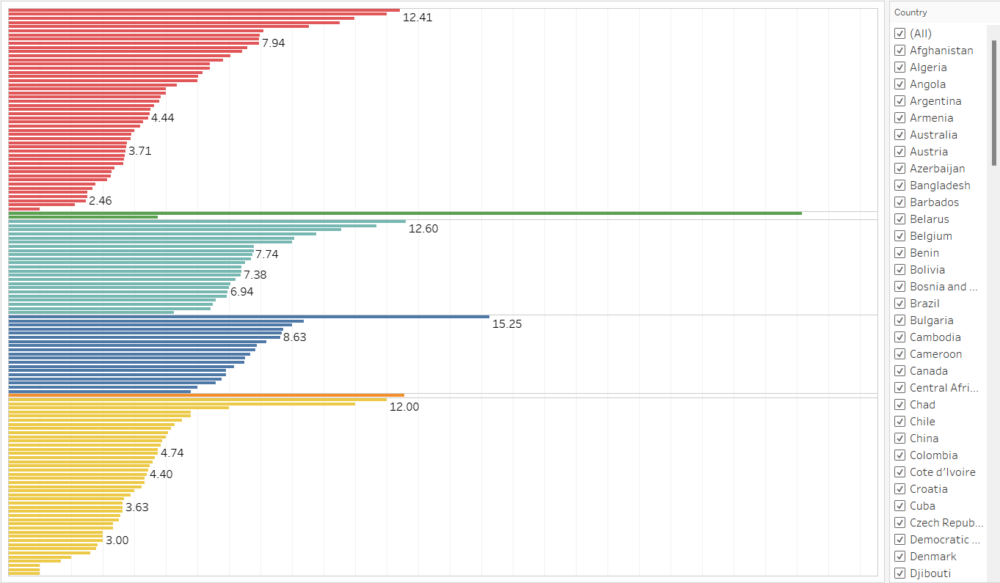 12.41
7.94
4.44
3.71
2.46
12.60
7.74
7.38
6.94
15.25
8.63
12.00
4.74
4.40
3.63
3.00
Country
(All)
Afghanistan
Algeria
Angola
Argentina
Armenia
Australia
Austria
Azerbaijan
Bangladesh
Barbados
Belarus
Belgium
Benin
Bolivia
Bosnia and ...
Brazil
Bulgaria
Cambodia
Cameroon
Canada
Central Afri...
Chad
Chile
China
Colombia
Cote d'Ivoire
Croatia
Cuba
Czech Repub...
Democratic ...
Denmark
Djibouti